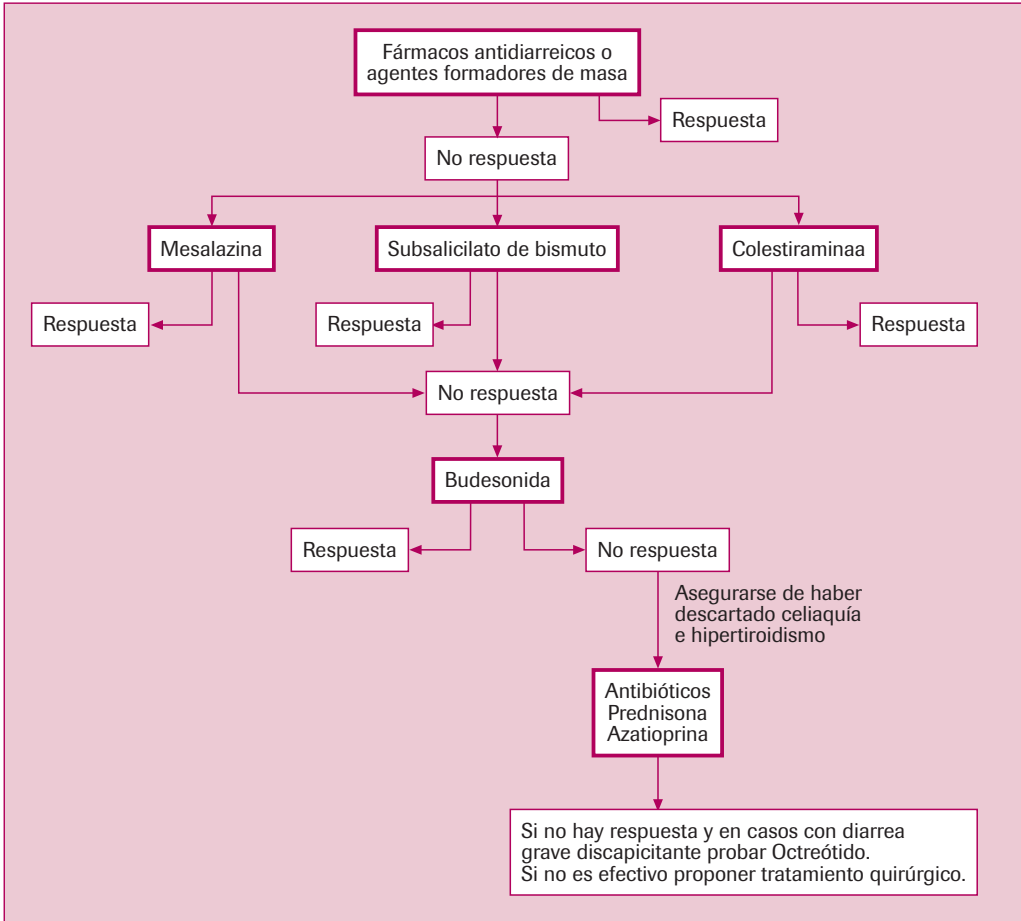 Fármacos antidiarreicos o
agentes formadores de masa
Respuesta
No respuesta
Mesalazina
Subsalicilato de bismuto
Colestiraminaa
Respuesta
Respuesta
Respuesta
No respuesta
Budesonida
Respuesta
No respuesta
Asegurarse de haber
descartado celiaquía
e hipertiroidismo
Antibióticos
Prednisona
Azatioprina
Si no hay respuesta y en casos con diarrea
grave discapicitante probar Octreótido.
Si no es efectivo proponer tratamiento quirúrgico.